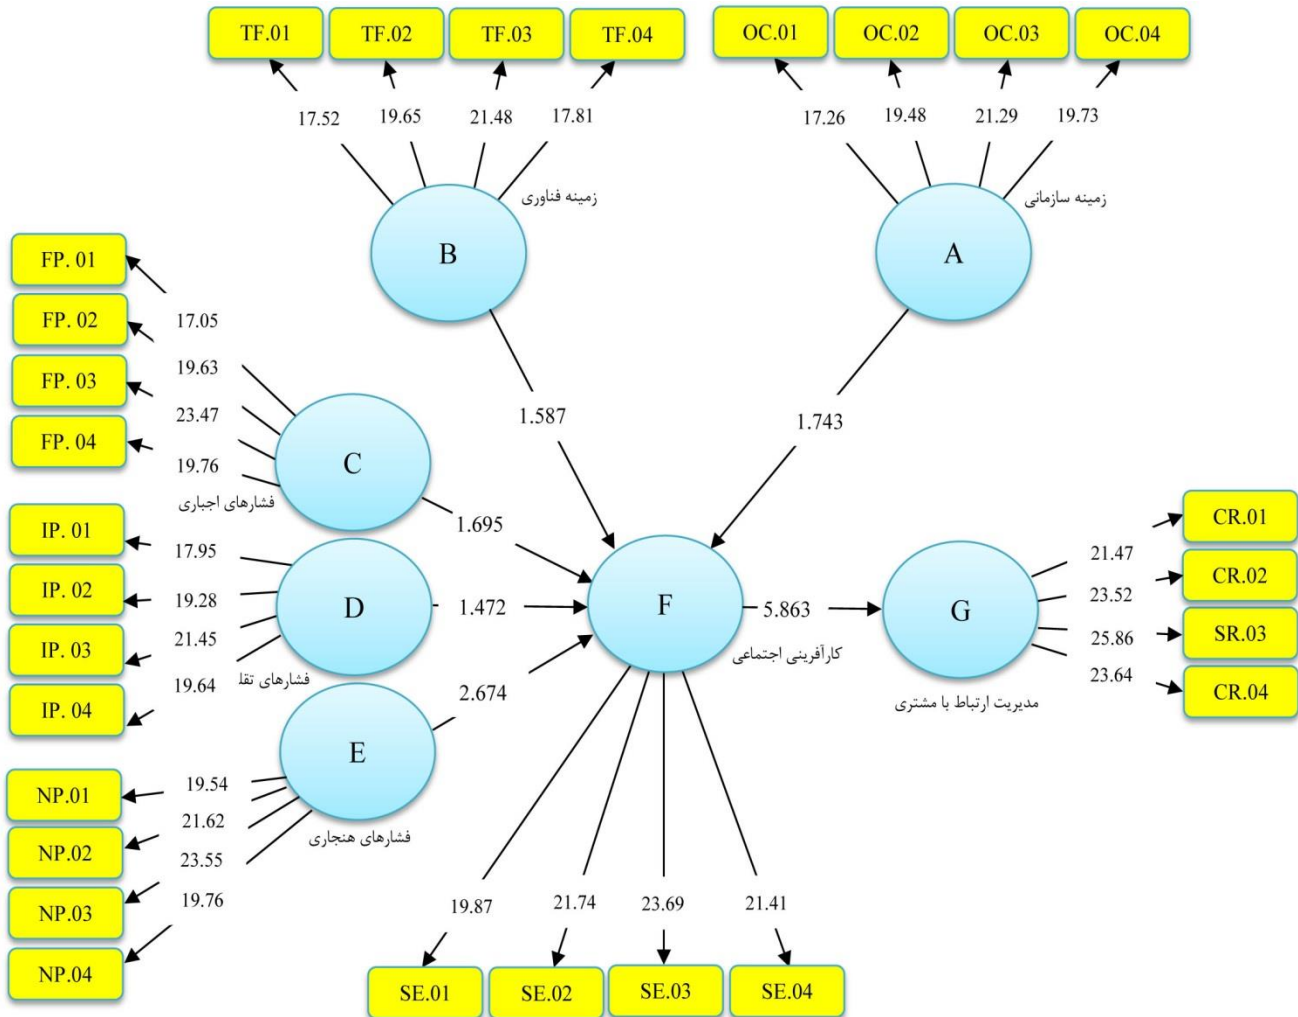 TF.01
TF.02
TF.03
TF.04
OC.01
OC.02
OC.03
OC.04
17.52
19.65
21.48
17.81
17.26
19.48
21.29
19.73
زمینه فناوری
زمینه سازمانی
B
A
FP. 01
FP. 02
FP. 03
FP. 04
17.05
19.63
23.47
19.76
C
فشارهای اجباری
1.587
1.743
1.695
IP. 01
IP. 02
IP. 03
IP. 04
17.95
19.28
21.45
19.64
D
فشارهای تقل
1.472
F
کارآفرینی اجتماعی
5.863
G
مدیریت ارتباط با مشتری
21.47
23.52
25.86
23.64
CR.01
CR.02
SR.03
CR.04
2.674
E
فشارهای هنجاری
NP.01
NP.02
NP.03
NP.04
19.54
21.62
23.55
19.76
19.87
21.74
23.69
21.41
SE.01
SE.02
SE.03
SE.04